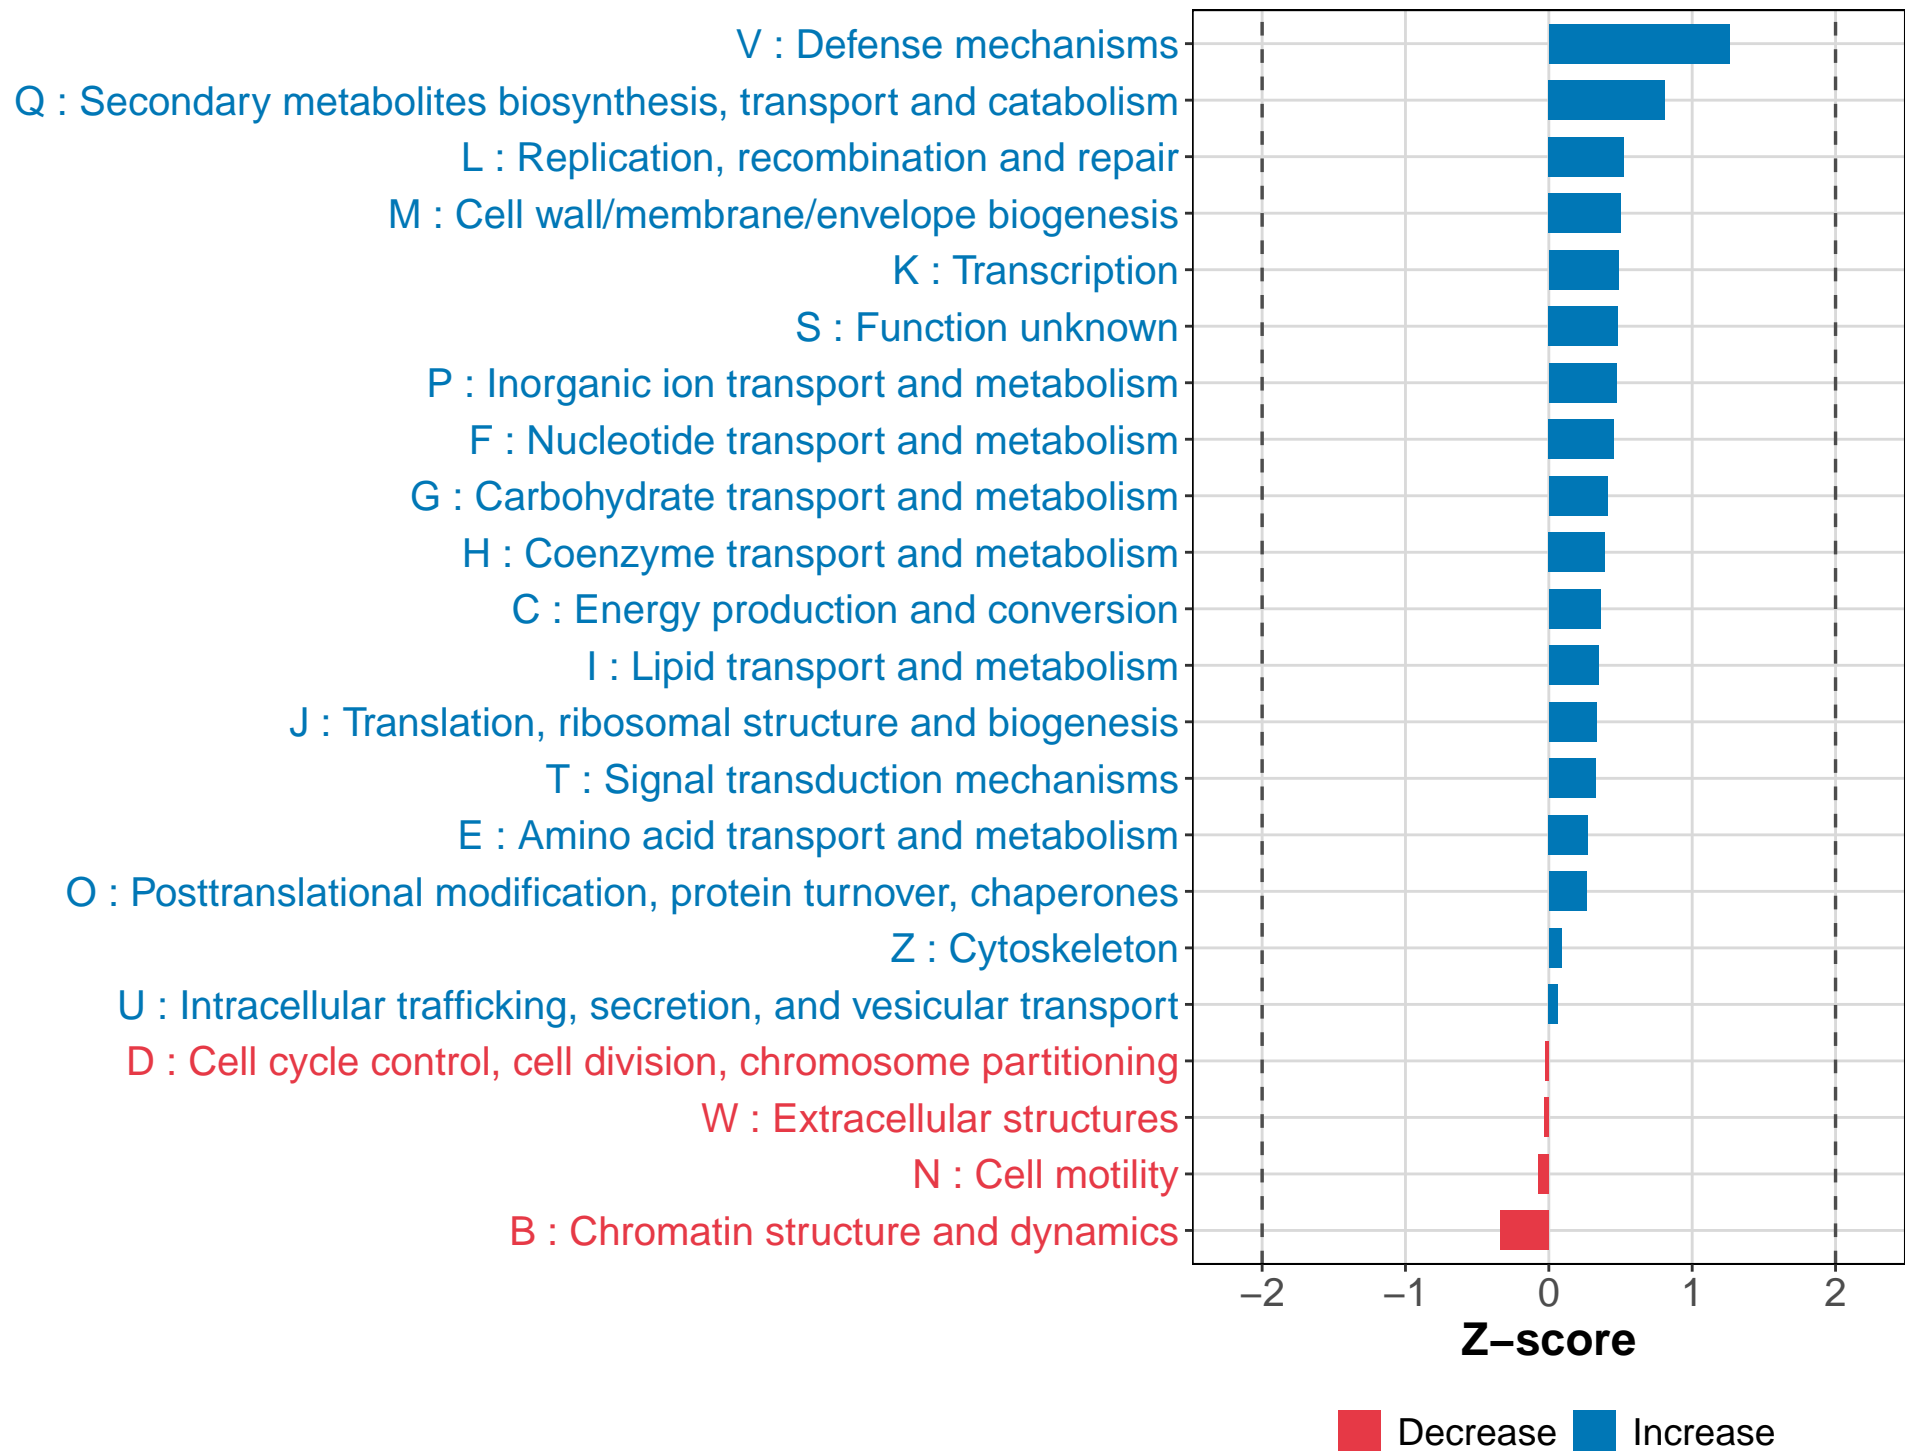 V : Defense mechanisms
Q : Secondary metabolites biosynthesis, transport and catabolism
L : Replication, recombination and repair
M : Cell wall/membrane/envelope biogenesis
K : Transcription
S : Function unknown
P : Inorganic ion transport and metabolism
F : Nucleotide transport and metabolism
G : Carbohydrate transport and metabolism
H : Coenzyme transport and metabolism
C : Energy production and conversion
I : Lipid transport and metabolism
J : Translation, ribosomal structure and biogenesis
T : Signal transduction mechanisms
E : Amino acid transport and metabolism
O : Posttranslational modification, protein turnover, chaperones
Z : Cytoskeleton
U : Intracellular trafficking, secretion, and vesicular transport
D : Cell cycle control, cell division, chromosome partitioning
W : Extracellular structures
N : Cell motility
B : Chromatin structure and dynamics
−2 −1 0 1 2
Z−score
Decrease Increase